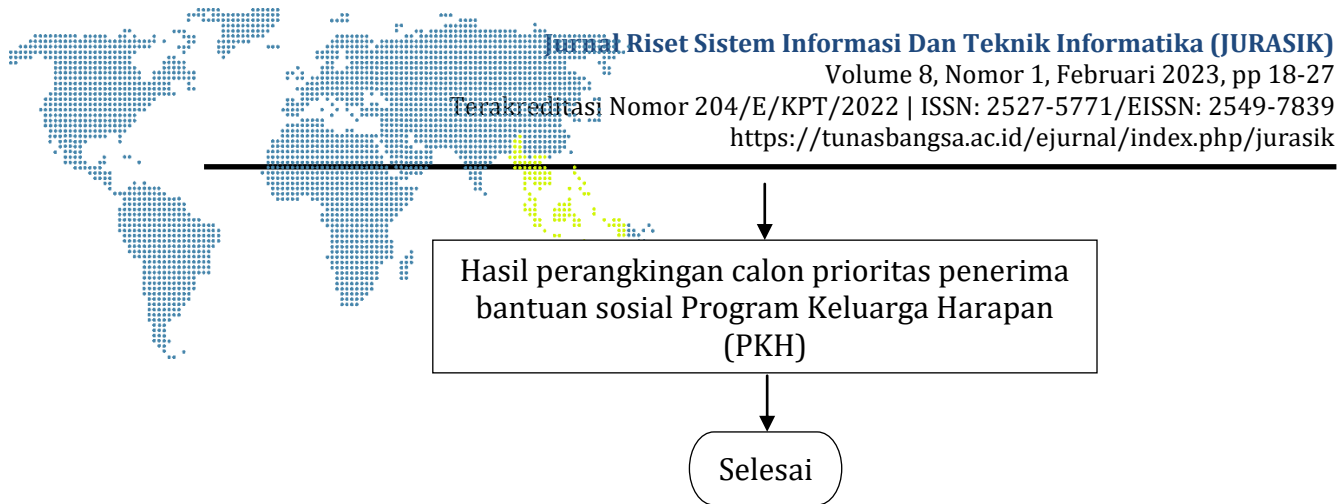 Jurnal Riset Sistem Informasi Dan Teknik Informatika (JURASIK)
Volume 8, Nomor 1, Februari 2023, pp 18-27
Terakreditasi Nomor 204/E/KPT/2022 | ISSN: 2527-5771/EISSN: 2549-7839
https://tunasbangsa.ac.id/ejurnal/index.php/jurasik
Hasil perangkingan calon prioritas penerima
bantuan sosial Program Keluarga Harapan
(PKH)
Selesai